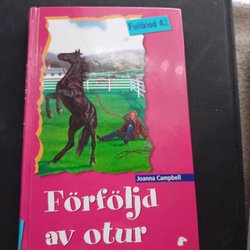 Fullblod 42
Joanna Campbell
Förföljd
av otur